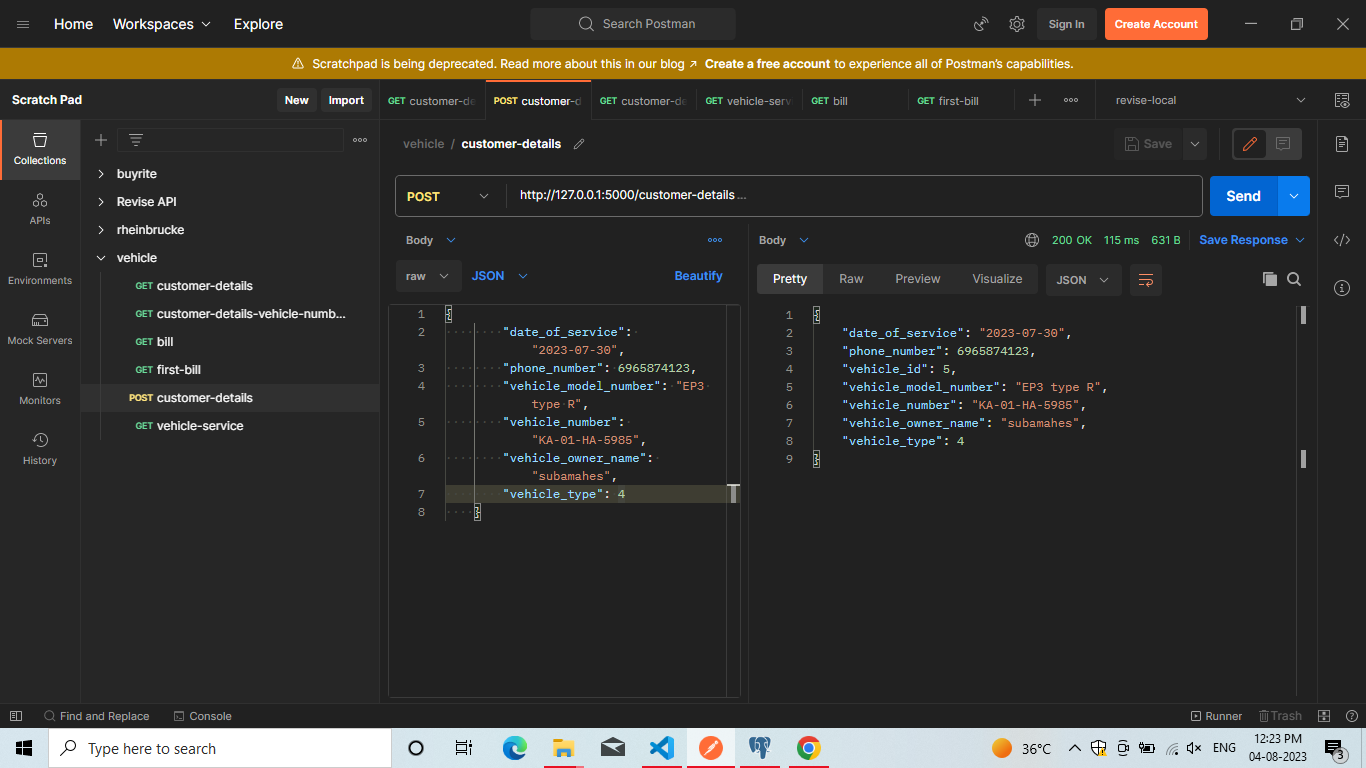 Home Workspaces Explore Search Postman Sign In Create Account
Scratchpad is being deprecated. Read more about this in our blog ↗ Create a free account to experience all of Postman's capabilities.
Scratch Pad New Import GET customer-de POST customer-d GET customer-de GET vehicle-serv GET bill GET first-bill revise-local
Collections
APIs
Environments
Mock Servers
Monitors
History
buyrite
Revise API
rheinbrucke
vehicle
GET customer-details
GET customer-details-vehicle-numb...
GET bill
GET first-bill
POST customer-details
GET vehicle-service
vehicle / customer-details Save
POST http://127.0.0.1:5000/customer-details... Send
Body
raw JSON Beautify
1 {
2 "date_of_service":
"2023-07-30",
3 "phone_number": 6965874123,
4 "vehicle_model_number": "EP3
type R",
5 "vehicle_number":
"KA-01-HA-5985",
6 "vehicle_owner_name":
"subamahes",
7 "vehicle_type": 4
8 }
Body 200 OK 115 ms 631 B Save Response
Pretty Raw Preview Visualize JSON
1 {
2 "date_of_service": "2023-07-30",
3 "phone_number": 6965874123,
4 "vehicle_id": 5,
5 "vehicle_model_number": "EP3 type R",
6 "vehicle_number": "KA-01-HA-5985",
7 "vehicle_owner_name": "subamahes",
8 "vehicle_type": 4
9 }
Find and Replace Console Runner Trash
Type here to search 36°C ENG 12:23 PM
04-08-2023 3